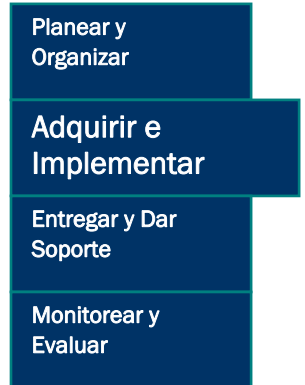 Planear y
Organizar
Adquirir e
Implementar
Entregar y Dar
Soporte
Monitorear y
Evaluar